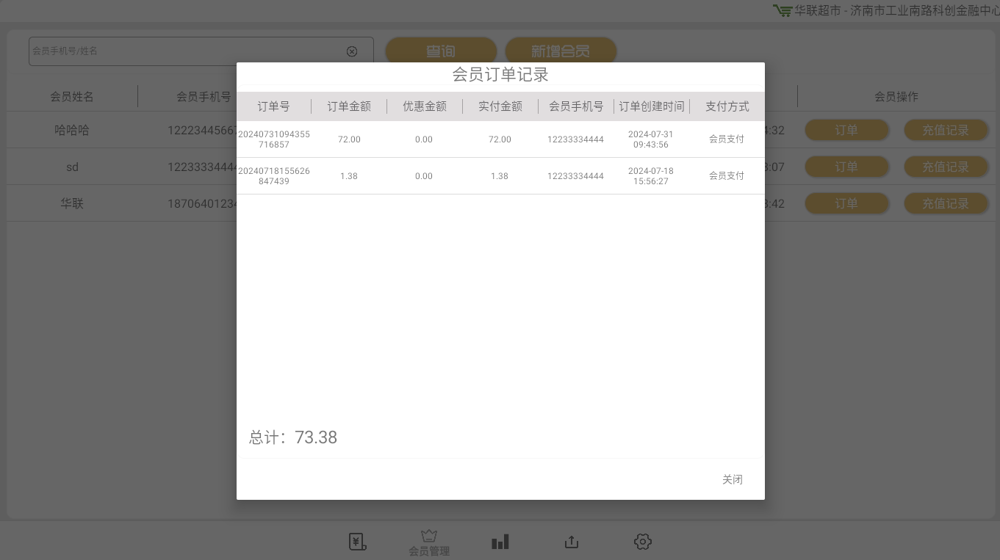 华联超市 - 济南市工业南路科创金融中心
会员手机号/姓名
查询
新增会员
会员订单记录
会员姓名
会员手机号
会员操作
订单号
订单金额
优惠金额
实付金额
会员手机号
订单创建时间
支付方式
哈哈哈
1222344566
4:32
订单
充值记录
20240731094355
716857
72.00
0.00
72.00
12233334444
2024-07-31
09:43:56
会员支付
sd
1223333444
3:07
订单
充值记录
20240718155626
847439
1.38
0.00
1.38
12233334444
2024-07-18
15:56:27
会员支付
华联
1870640123
3:42
订单
充值记录
总计：73.38
关闭
会员管理